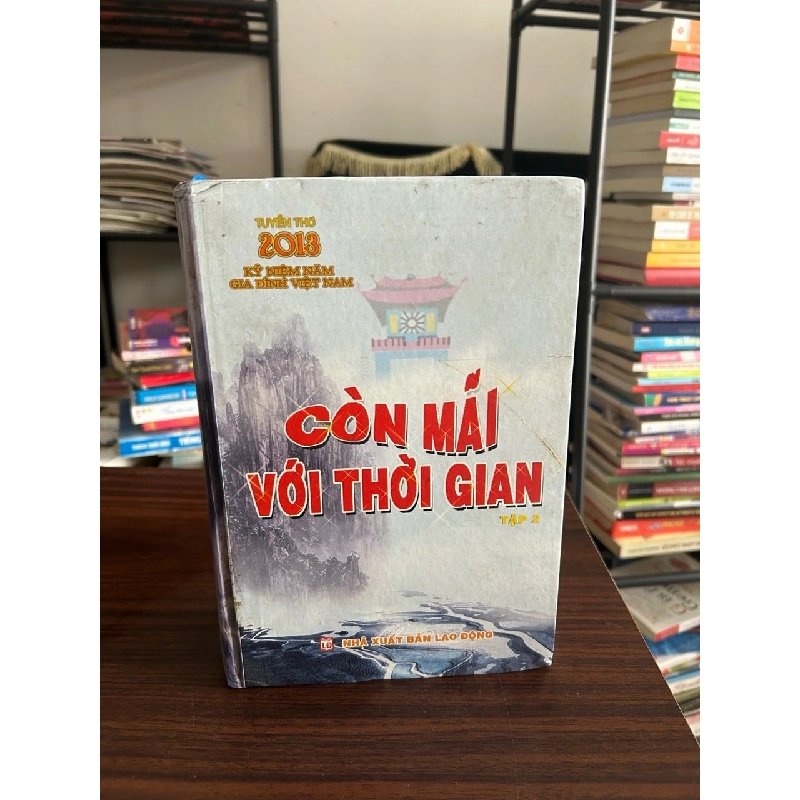 TUYỂN THƠ
2013
KỶ NIỆM NĂM
GIA ĐÌNH VIỆT NAM
CÒN MÃI
VỚI THỜI GIAN
TẬP 2
NHÀ XUẤT BẢN LAO ĐỘNG